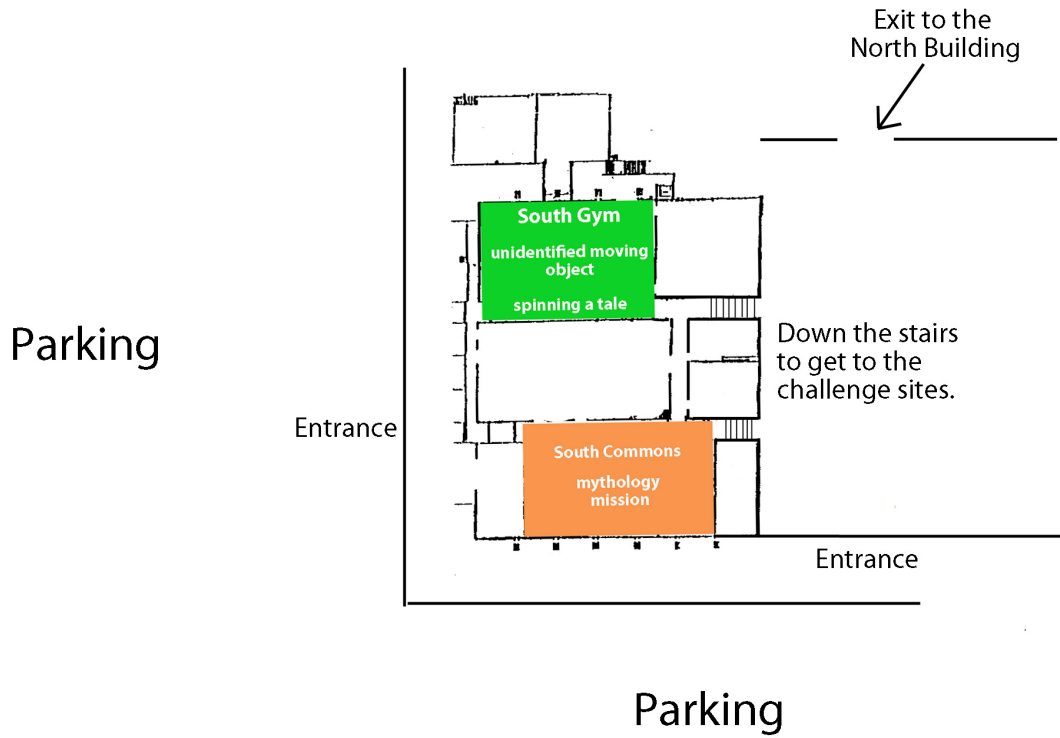 Exit to the
North Building
South Gym
unidentified moving
object
spinning a tale
Parking
Down the stairs
to get to the
challenge sites.
Entrance
South Commons
mythology
mission
Entrance
Parking